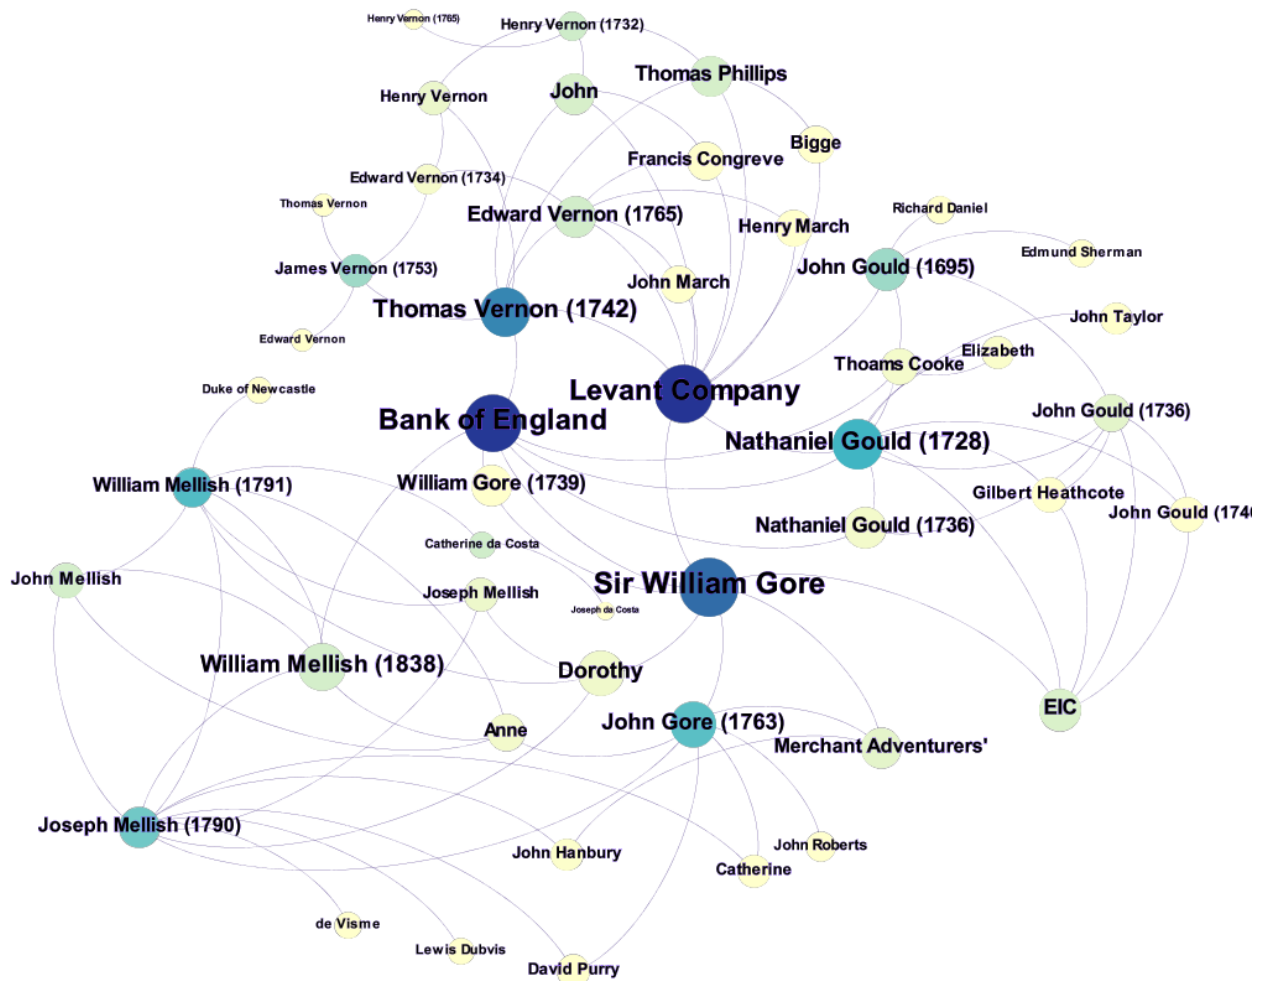 Henry Vernon (1765)
Henry Vernon (1732)
Thomas Phillips
John
Henry Vernon
Bigge
Francis Congreve
Edward Vernon (1734)
Thomas Vernon
Richard Daniel
Edward Vernon (1765)
Henry March
Edmund Sherman
James Vernon (1753)
John Gould (1695)
John March
Thomas Vernon (1742)
John Taylor
Edward Vernon
Elizabeth
Thoams Cooke
Duke of Newcastle
Levant Company
John Gould (1736)
Bank of England
Nathaniel Gould (1728)
William Mellish (1791)
William Gore (1739)
Gilbert Heathcote
John Gould (174
Nathaniel Gould (1736)
Catherine da Costa
John Mellish
Sir William Gore
Joseph Mellish
Joseph da Costa
William Mellish (1838)
Dorothy
EIC
John Gore (1763)
Anne
Merchant Adventurers'
Joseph Mellish (1790)
John Roberts
John Hanbury
Catherine
de Visme
Lewis Dubvis
David Purry